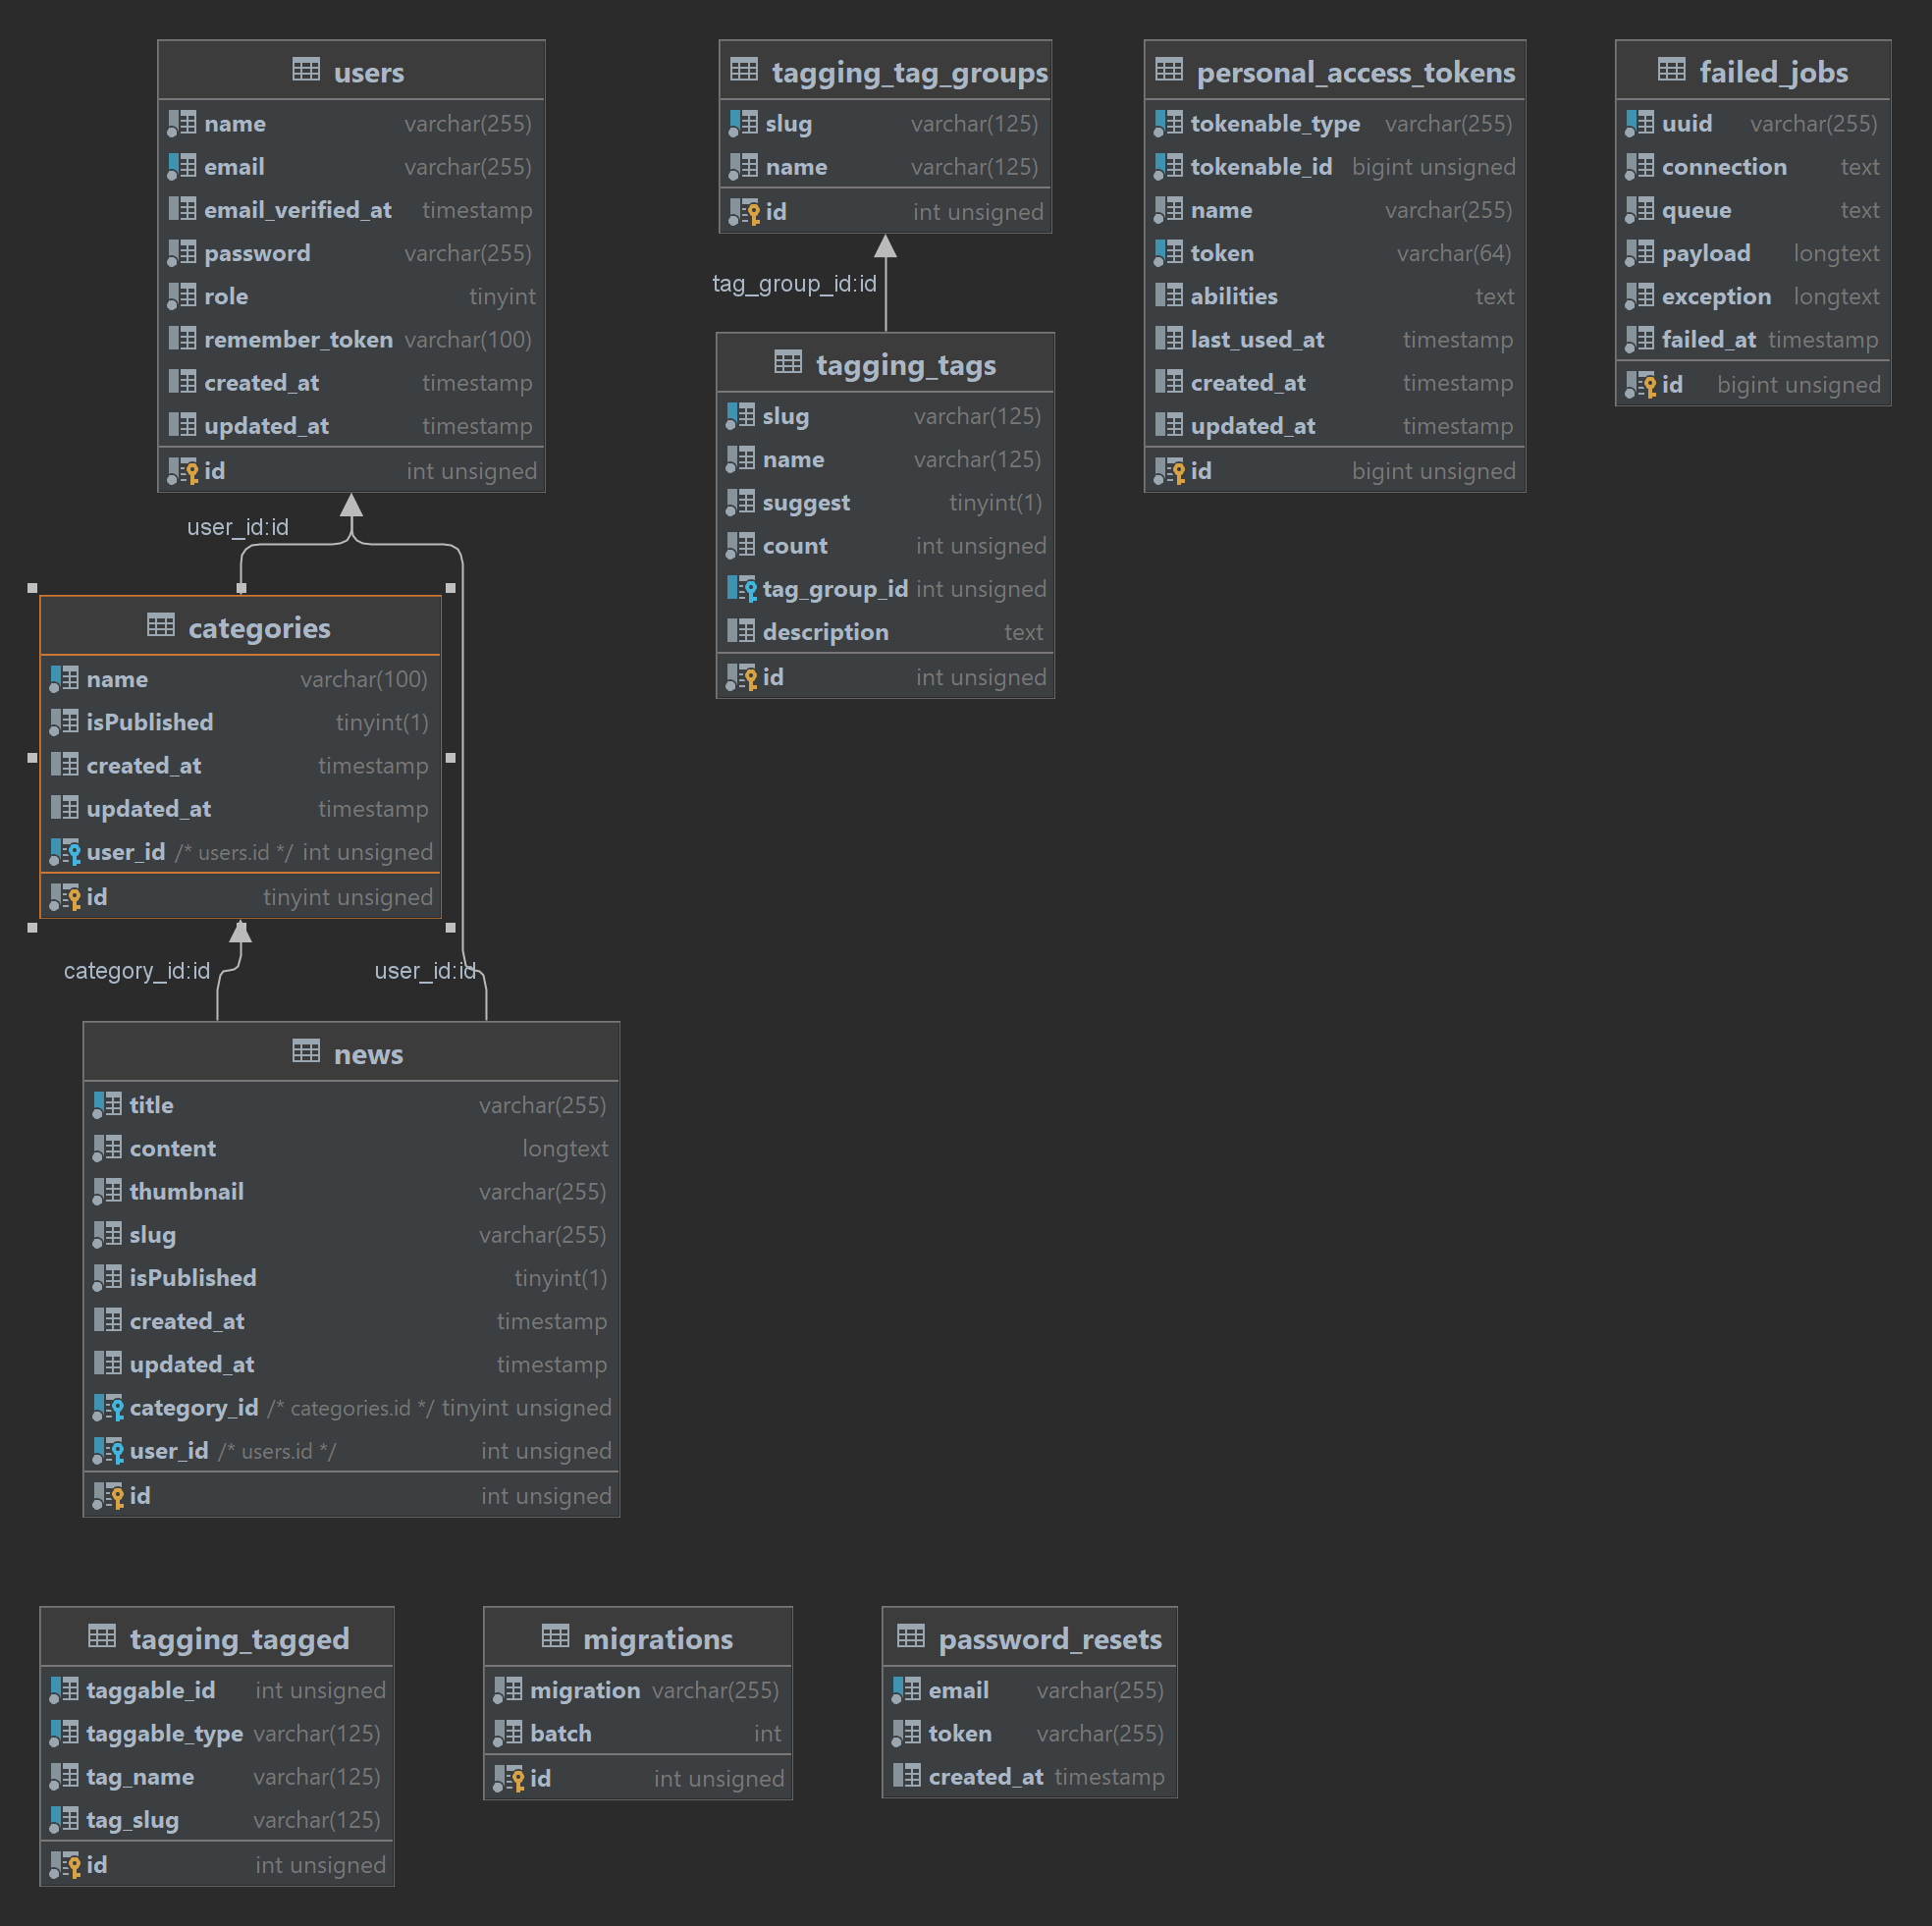 users
name varchar(255)
email varchar(255)
email_verified_at timestamp
password varchar(255)
role tinyint
remember_token varchar(100)
created_at timestamp
updated_at timestamp
id int unsigned
user_id:id
categories
name varchar(100)
isPublished tinyint(1)
created_at timestamp
updated_at timestamp
user_id /* users.id */ int unsigned
id tinyint unsigned
category_id:id
user_id:id
news
title varchar(255)
content longtext
thumbnail varchar(255)
slug varchar(255)
isPublished tinyint(1)
created_at timestamp
updated_at timestamp
category_id /* categories.id */ tinyint unsigned
user_id /* users.id */ int unsigned
id int unsigned
tagging_tag_groups
slug varchar(125)
name varchar(125)
id int unsigned
tag_group_id:id
tagging_tags
slug varchar(125)
name varchar(125)
suggest tinyint(1)
count int unsigned
tag_group_id int unsigned
description text
id int unsigned
personal_access_tokens
tokenable_type varchar(255)
tokenable_id bigint unsigned
name varchar(255)
token varchar(64)
abilities text
last_used_at timestamp
created_at timestamp
updated_at timestamp
id bigint unsigned
failed_jobs
uuid varchar(255)
connection text
queue text
payload longtext
exception longtext
failed_at timestamp
id bigint unsigned
tagging_tagged
taggable_id int unsigned
taggable_type varchar(125)
tag_name varchar(125)
tag_slug varchar(125)
id int unsigned
migrations
migration varchar(255)
batch int
id int unsigned
password_resets
email varchar(255)
token varchar(255)
created_at timestamp